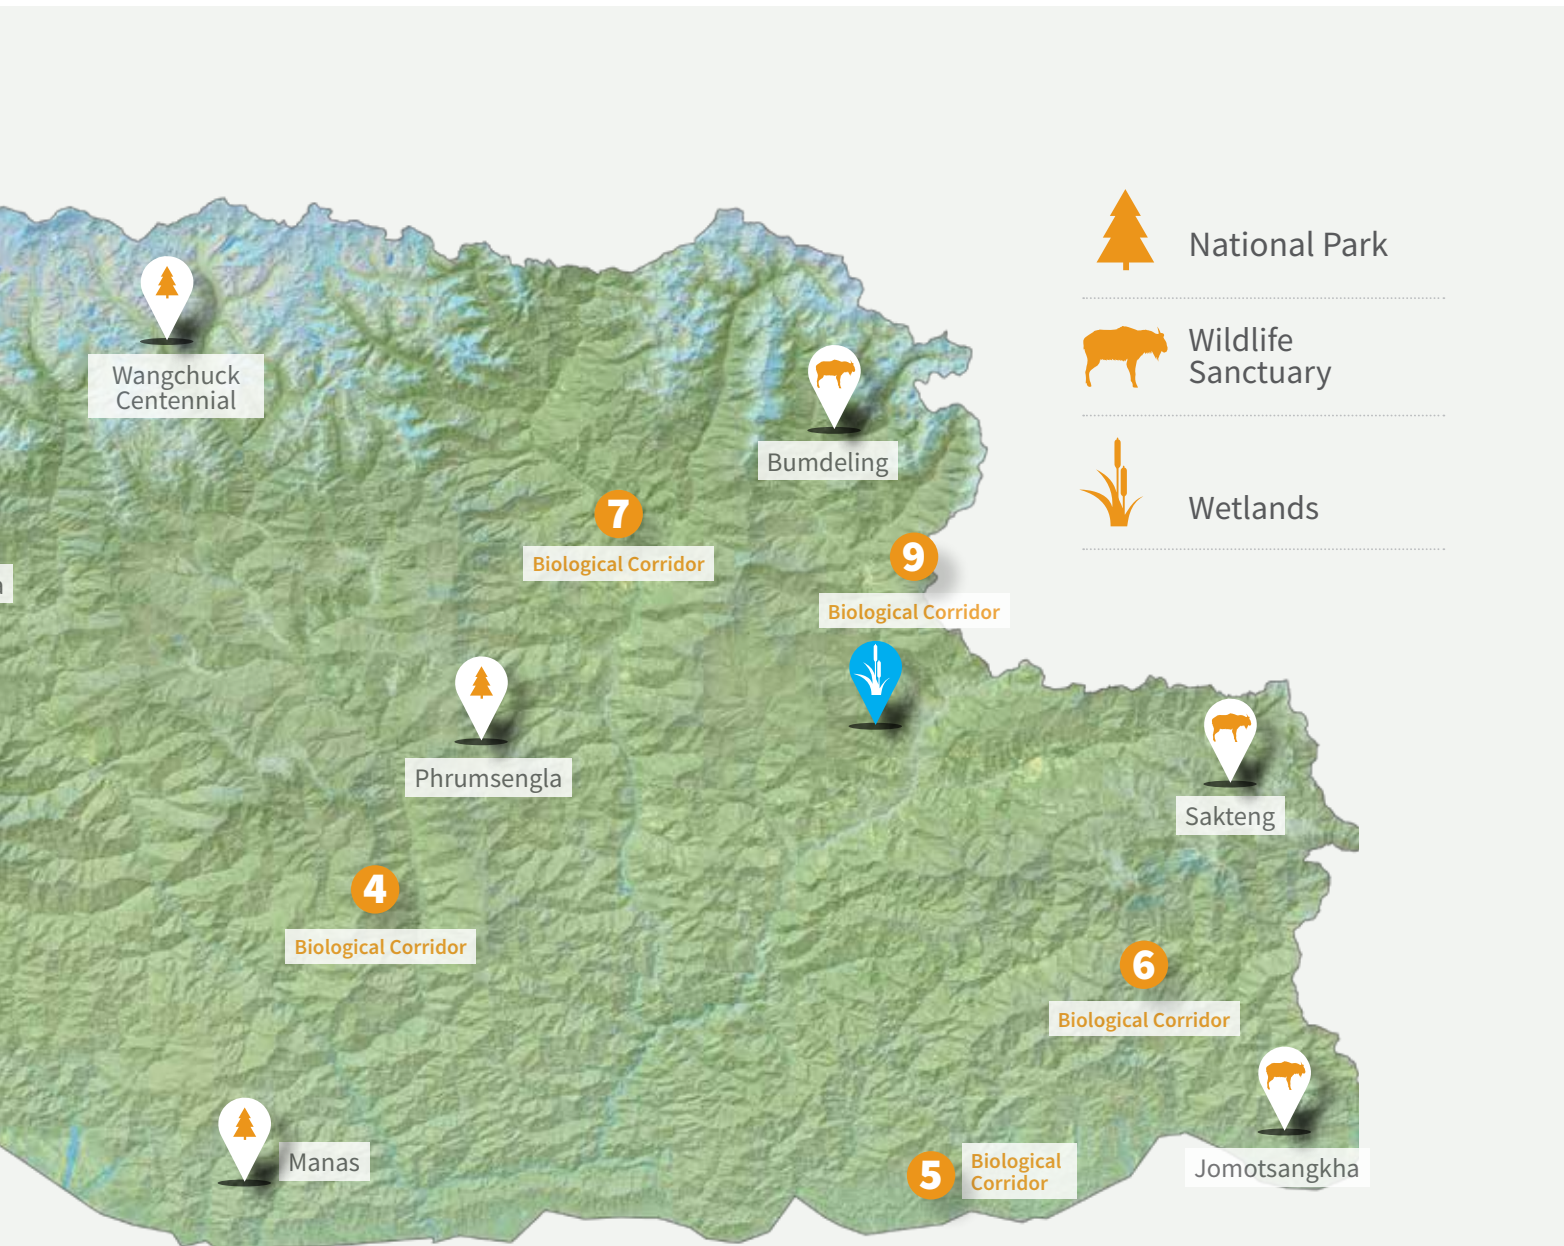 National Park
Wildlife
Sanctuary
Wetlands
Wangchuck
Centennial
Bumdeling
7
Biological Corridor
9
Biological Corridor
Phrumsengla
Sakteng
4
Biological Corridor
6
Biological Corridor
Manas
5
Biological
Corridor
Jomotsangkha